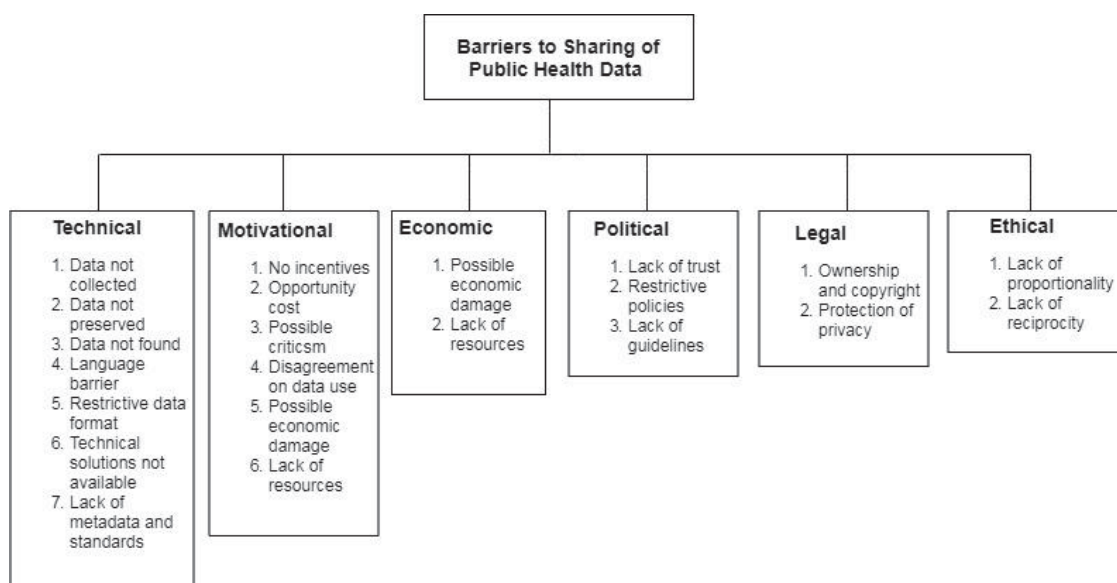 Barriers to Sharing of
Public Health Data
Technical
1. Data not
collected
2. Data not
preserved
3. Data not found
4. Language
barrier
5. Restrictive data
format
6. Technical
solutions not
available
7. Lack of
metadata and
standards
Motivational
1. No incentives
2. Opportunity
cost
3. Possible
criticsm
4. Disagreement
on data use
5. Possible
economic
damage
6. Lack of
resources
Economic
1. Possible
economic
damage
2. Lack of
resources
Political
1. Lack of trust
2. Restrictive
policies
3. Lack of
guidelines
Legal
1. Ownership
and copyright
2. Protection of
privacy
Ethical
1. Lack of
proportionality
2. Lack of
reciprocity